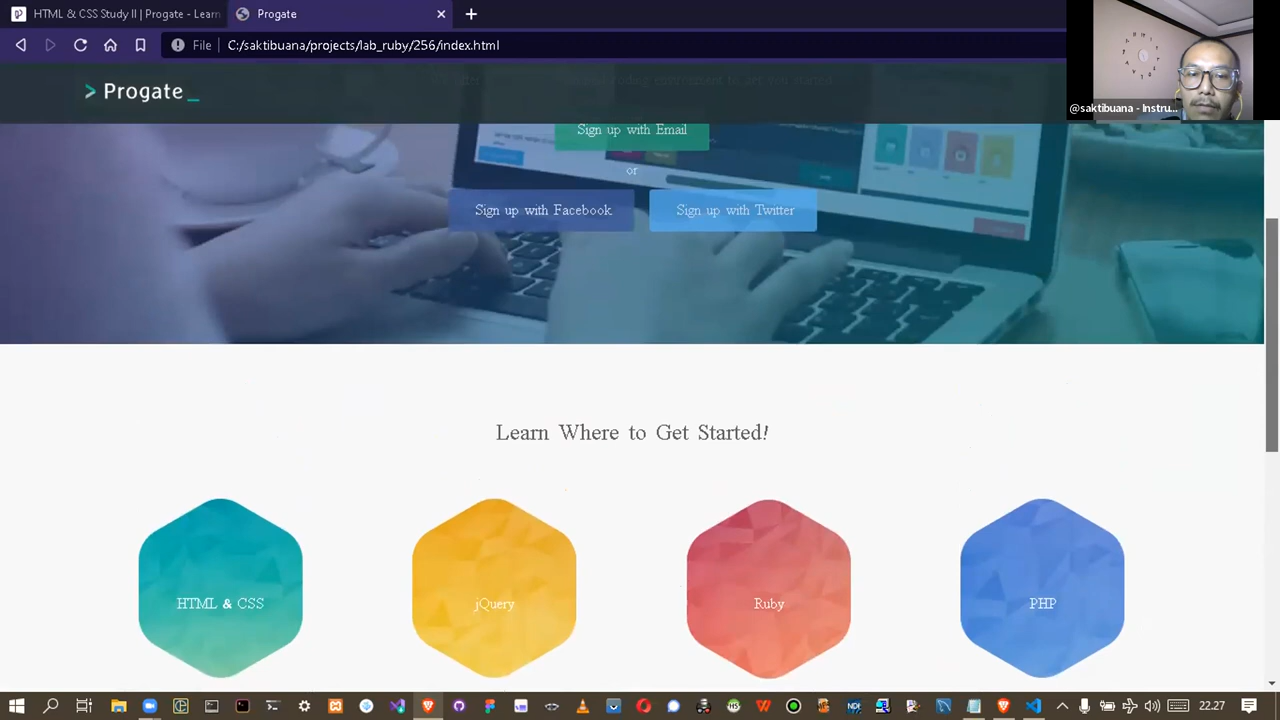 HTML & CSS Study II | Progate - Learn
Progate
File
C:/saktibuana/projects/lab_ruby/256/index.html
> Progate_
@saktibuana - Instru...
Sign up with Email
or
Sign up with Facebook
Sign up with Twitter
Learn Where to Get Started!
HTML & CSS
jQuery
Ruby
PHP
22.27